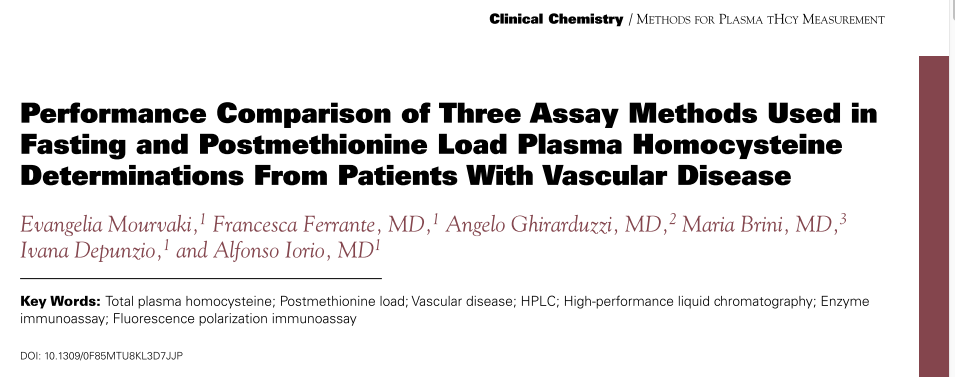 Clinical Chemistry / METHODS FOR PLASMA tHCY MEASUREMENT
Performance Comparison of Three Assay Methods Used in
Fasting and Postmethionine Load Plasma Homocysteine
Determinations From Patients With Vascular Disease
Evangelia Mourvaki,1 Francesca Ferrante, MD,1 Angelo Ghirarduzzi, MD,2 Maria Brini, MD,3
Ivana Depunzio,1 and Alfonso Iorio, MD1
Key Words: Total plasma homocysteine; Postmethionine load; Vascular disease; HPLC; High-performance liquid chromatography; Enzyme
immunoassay; Fluorescence polarization immunoassay
DOI: 10.1309/0F85MTU8KL3D7JJP